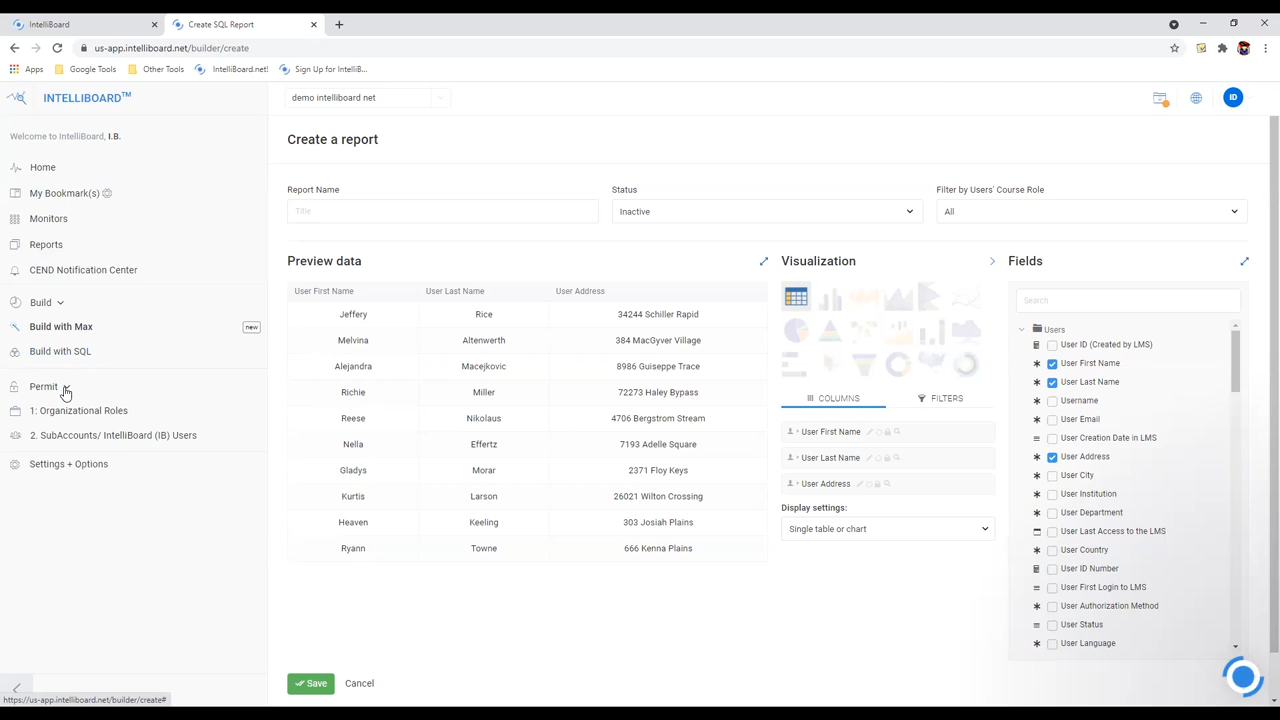 IntelliBoard
Create SQL Report
us-app.intelliboard.net/builder/create
Apps
Google Tools
Other Tools
IntelliBoard.net!
Sign Up for IntelliB...
INTELLIBOARD™
demo intelliboard net
ID
Welcome to IntelliBoard, I.B.
Home
My Bookmark(s)
Monitors
Reports
CEND Notification Center
Build
Build with Max
new
Build with SQL
Permit
1: Organizational Roles
2. SubAccounts/ IntelliBoard (IB) Users
Settings + Options
https://us-app.intelliboard.net/builder/create#
Create a report
Report Name
Status
Filter by Users' Course Role
Title
Inactive
All
Preview data
User First Name User Last Name User Address
Jeffery Rice 34244 Schiller Rapid
Melvina Altenwerth 384 MacGyver Village
Alejandra Macejkovic 8986 Guiseppe Trace
Richie Miller 72273 Haley Bypass
Reese Nikolaus 4706 Bergstrom Stream
Nella Effertz 7193 Adelle Square
Gladys Morar 2371 Floy Keys
Kurtis Larson 26021 Wilton Crossing
Heaven Keeling 303 Josiah Plains
Ryann Towne 666 Kenna Plains
Save
Cancel
Visualization
COLUMNS
FILTERS
User First Name
User Last Name
User Address
Display settings:
Single table or chart
Fields
Search
Users
User ID (Created by LMS)
User First Name
User Last Name
Username
User Email
User Creation Date in LMS
User Address
User City
User Institution
User Department
User Last Access to the LMS
User Country
User ID Number
User First Login to LMS
User Authorization Method
User Status
User Language